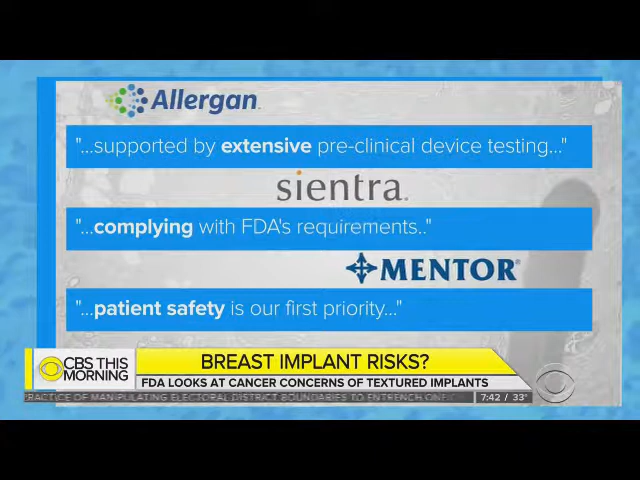 Allergan
"...supported by extensive pre-clinical device testing..."
sientra.
"...complying with FDA's requirements.."
MENTOR®
"...patient safety is our first priority..."
CBS THIS
MORNING
BREAST IMPLANT RISKS?
FDA LOOKS AT CANCER CONCERNS OF TEXTURED IMPLANTS
OF MANIPULATING ELECTORAL DISTRICT BOUNDARIES TO ENTRENCH ONE
7:42 / 33°